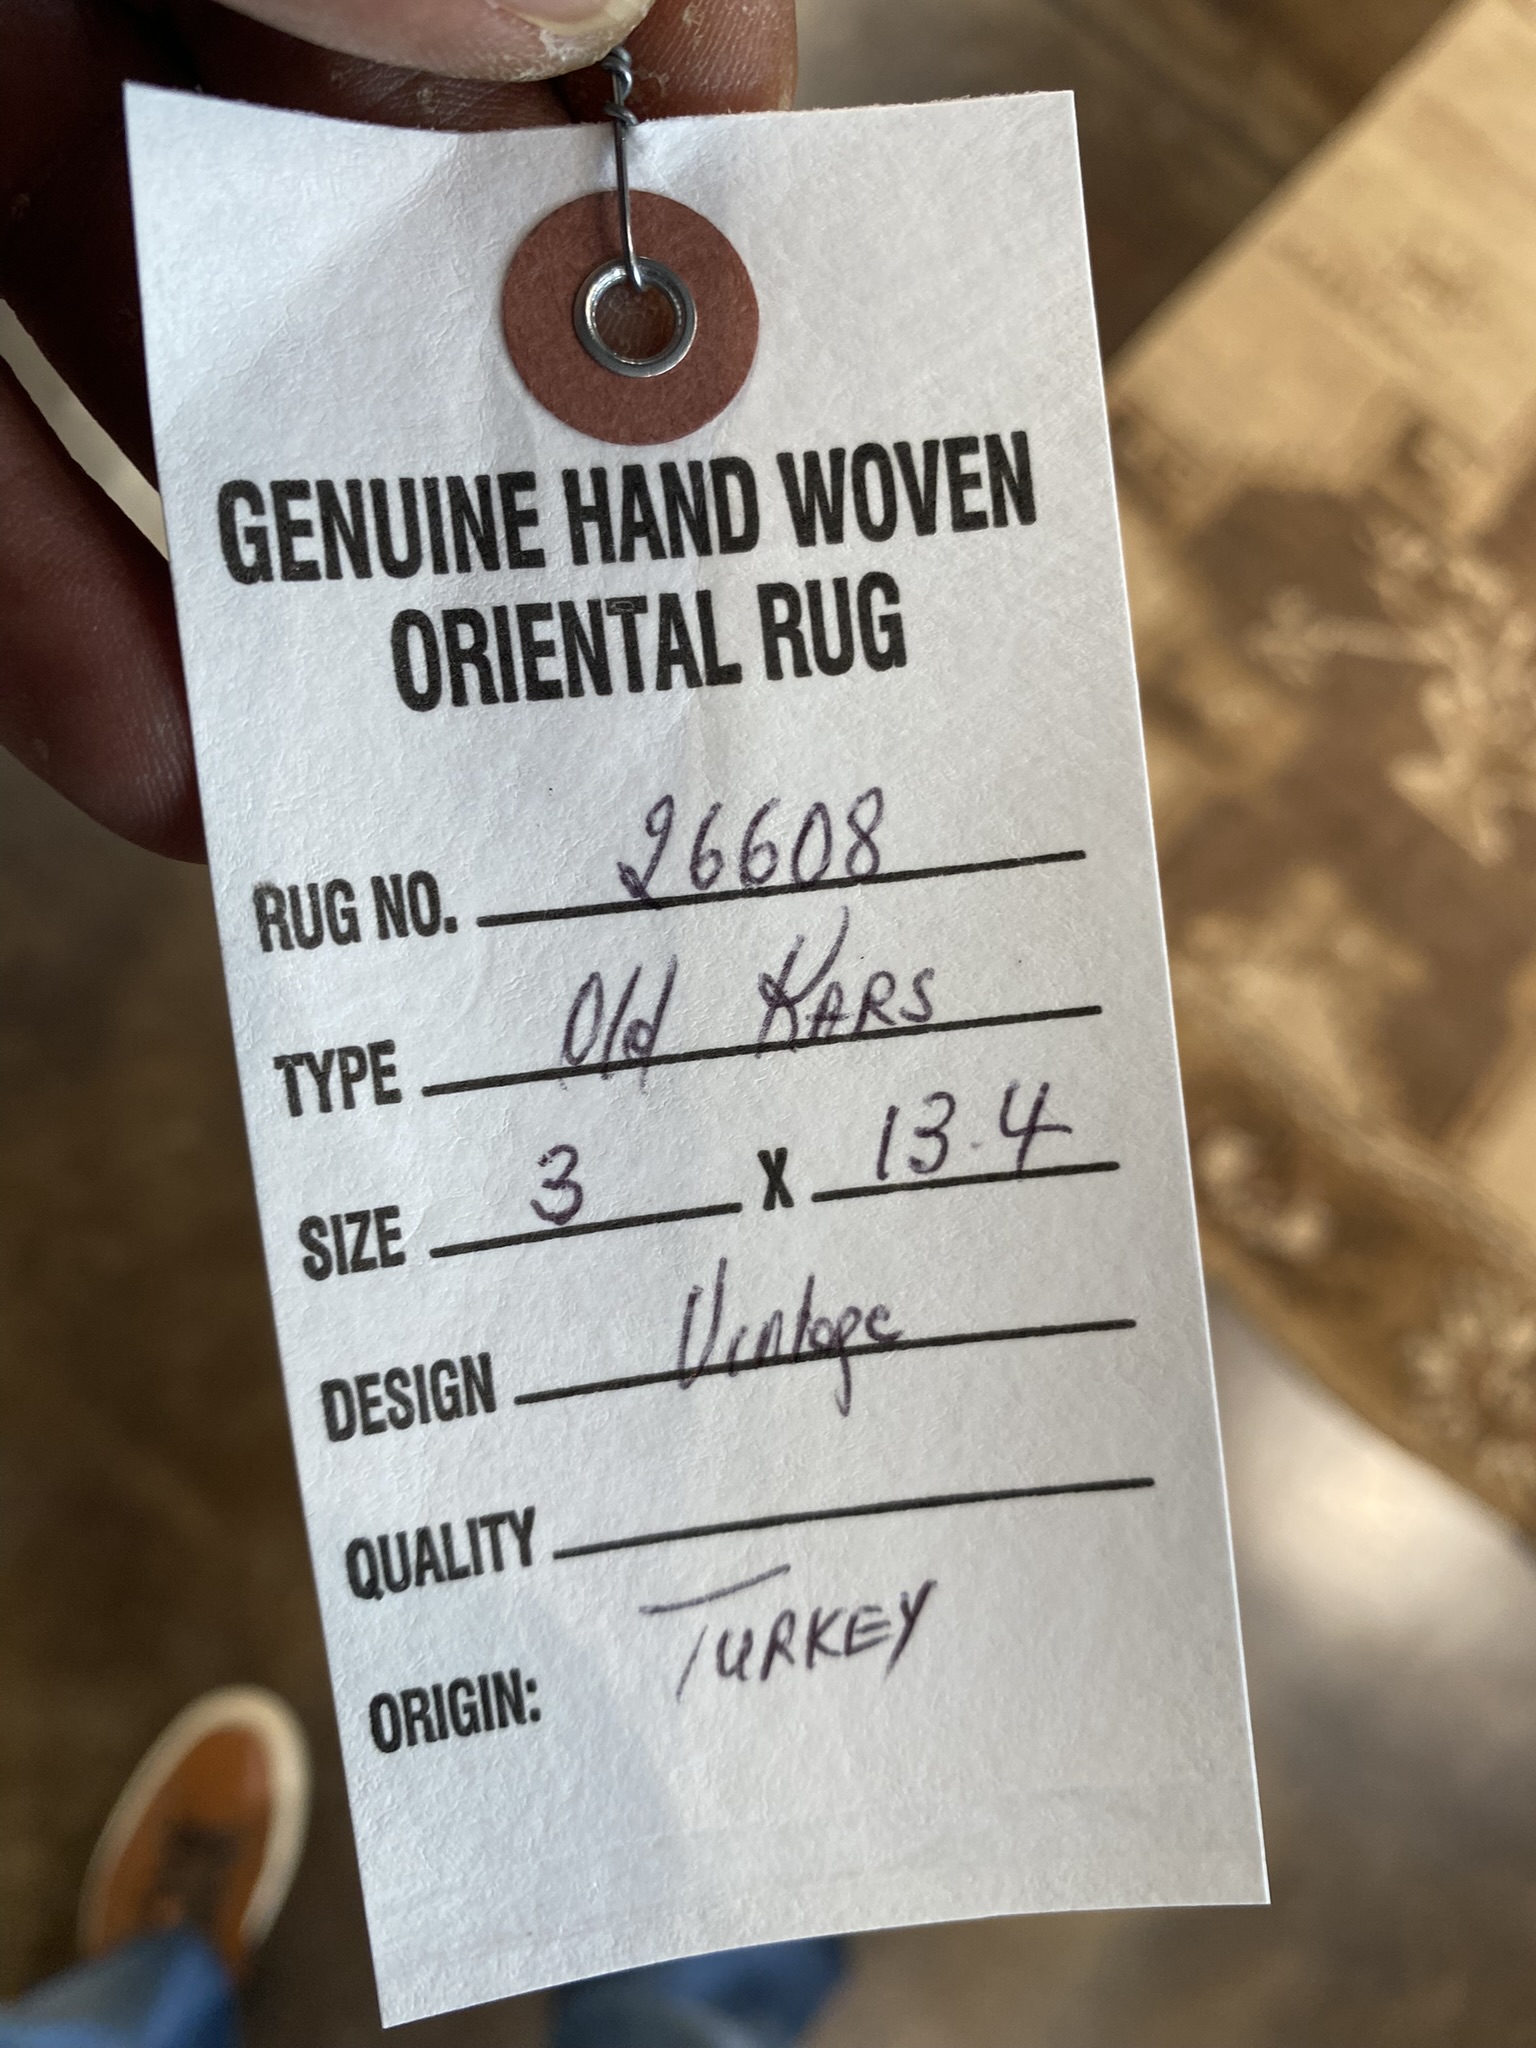 GENUINE HAND WOVEN
ORIENTAL RUG
RUG NO. 26608
TYPE Old KARS
SIZE 3 X 13.4
DESIGN Vintage
QUALITY
ORIGIN: TURKEY